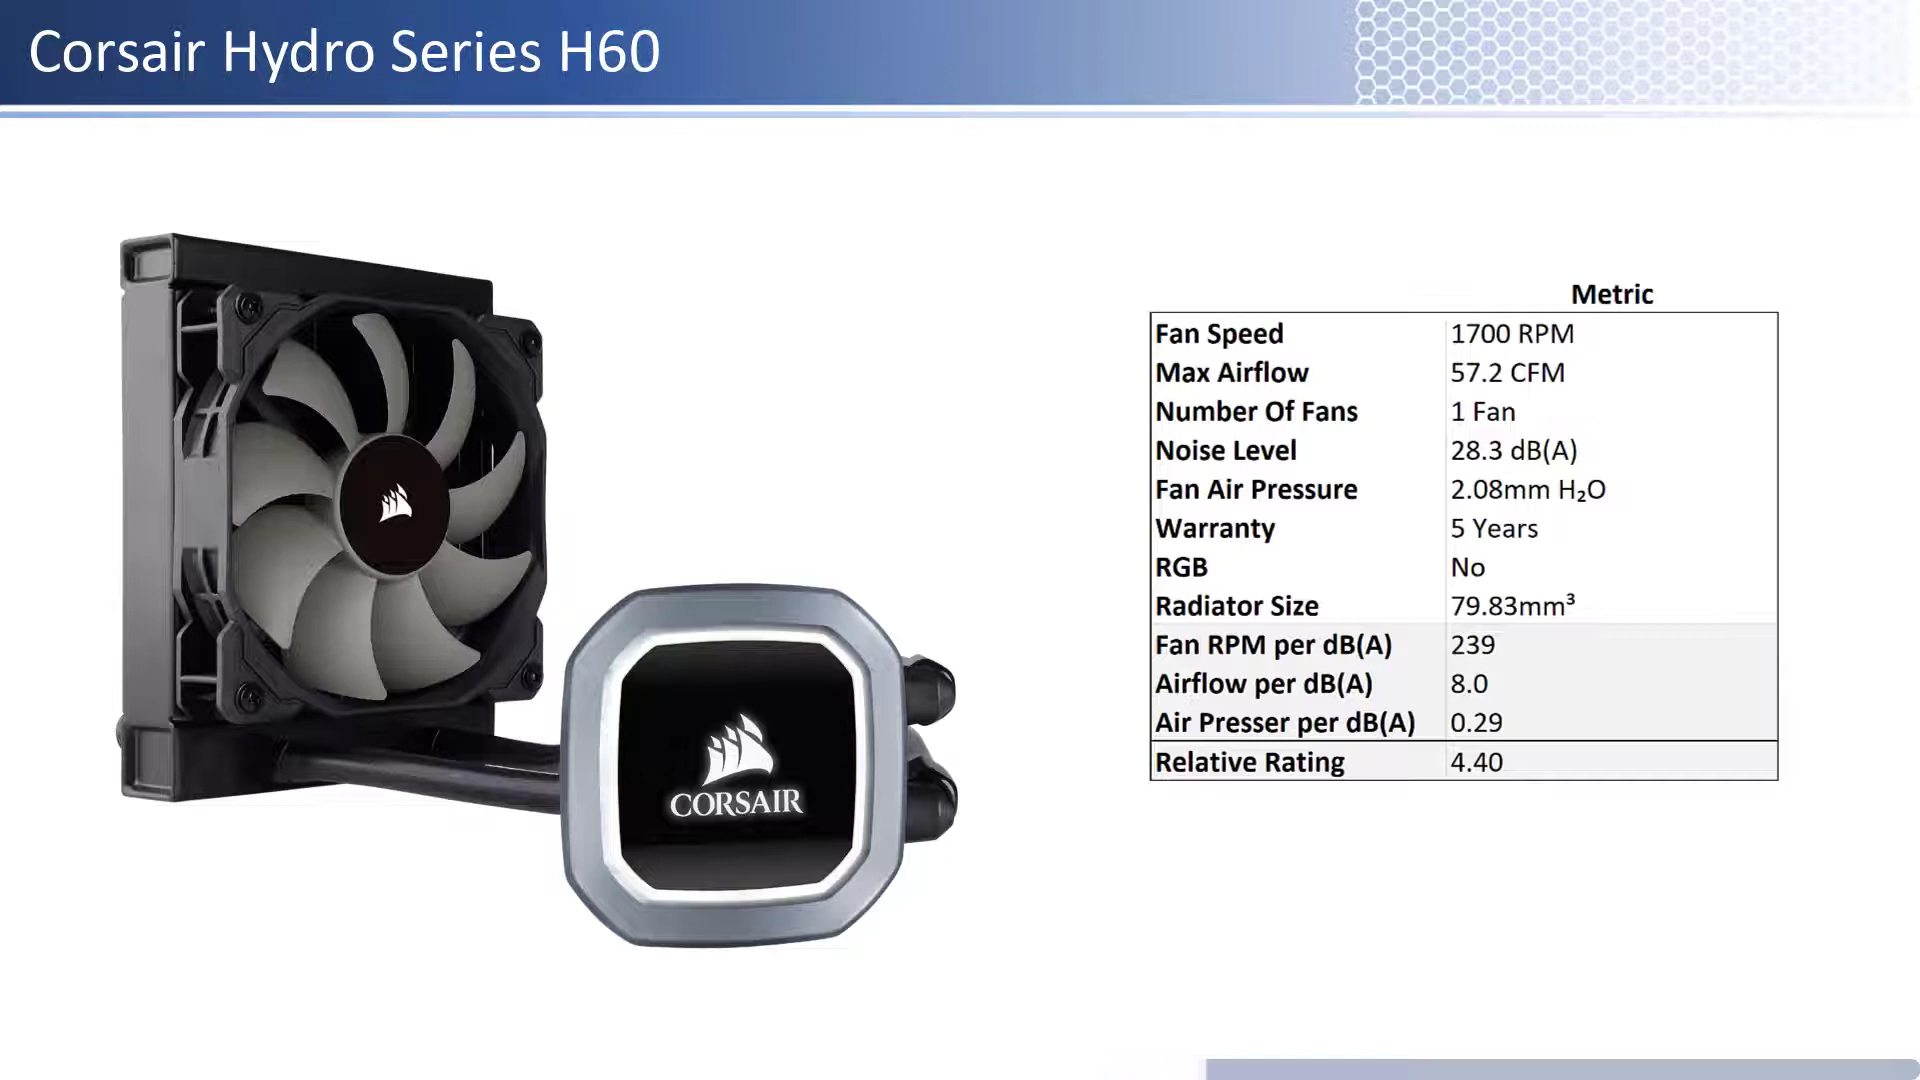 Corsair Hydro Series H60
Metric
Fan Speed 1700 RPM
Max Airflow 57.2 CFM
Number Of Fans 1 Fan
Noise Level 28.3 dB(A)
Fan Air Pressure 2.08mm H₂O
Warranty 5 Years
RGB No
Radiator Size 79.83mm³
Fan RPM per dB(A) 239
Airflow per dB(A) 8.0
Air Presser per dB(A) 0.29
Relative Rating 4.40
CORSAIR